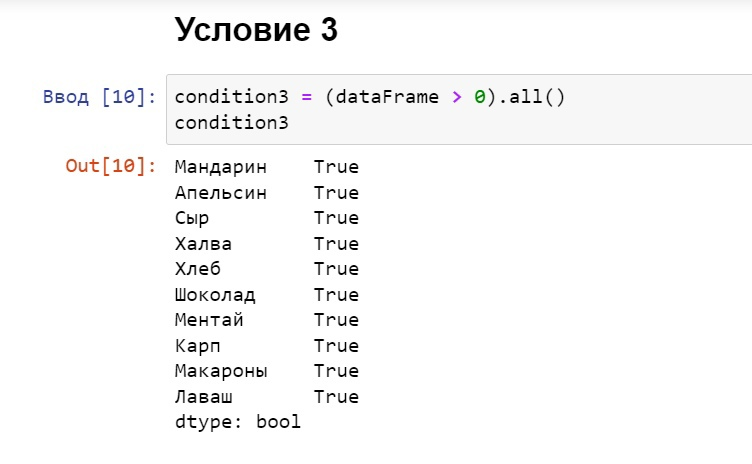 Условие 3
Ввод [10]: condition3 = (dataFrame > 0).all()
condition3
Out[10]: Мандарин True
Апельсин True
Сыр True
Халва True
Хлеб True
Шоколад True
Ментай True
Карп True
Макароны True
Лаваш True
dtype: bool